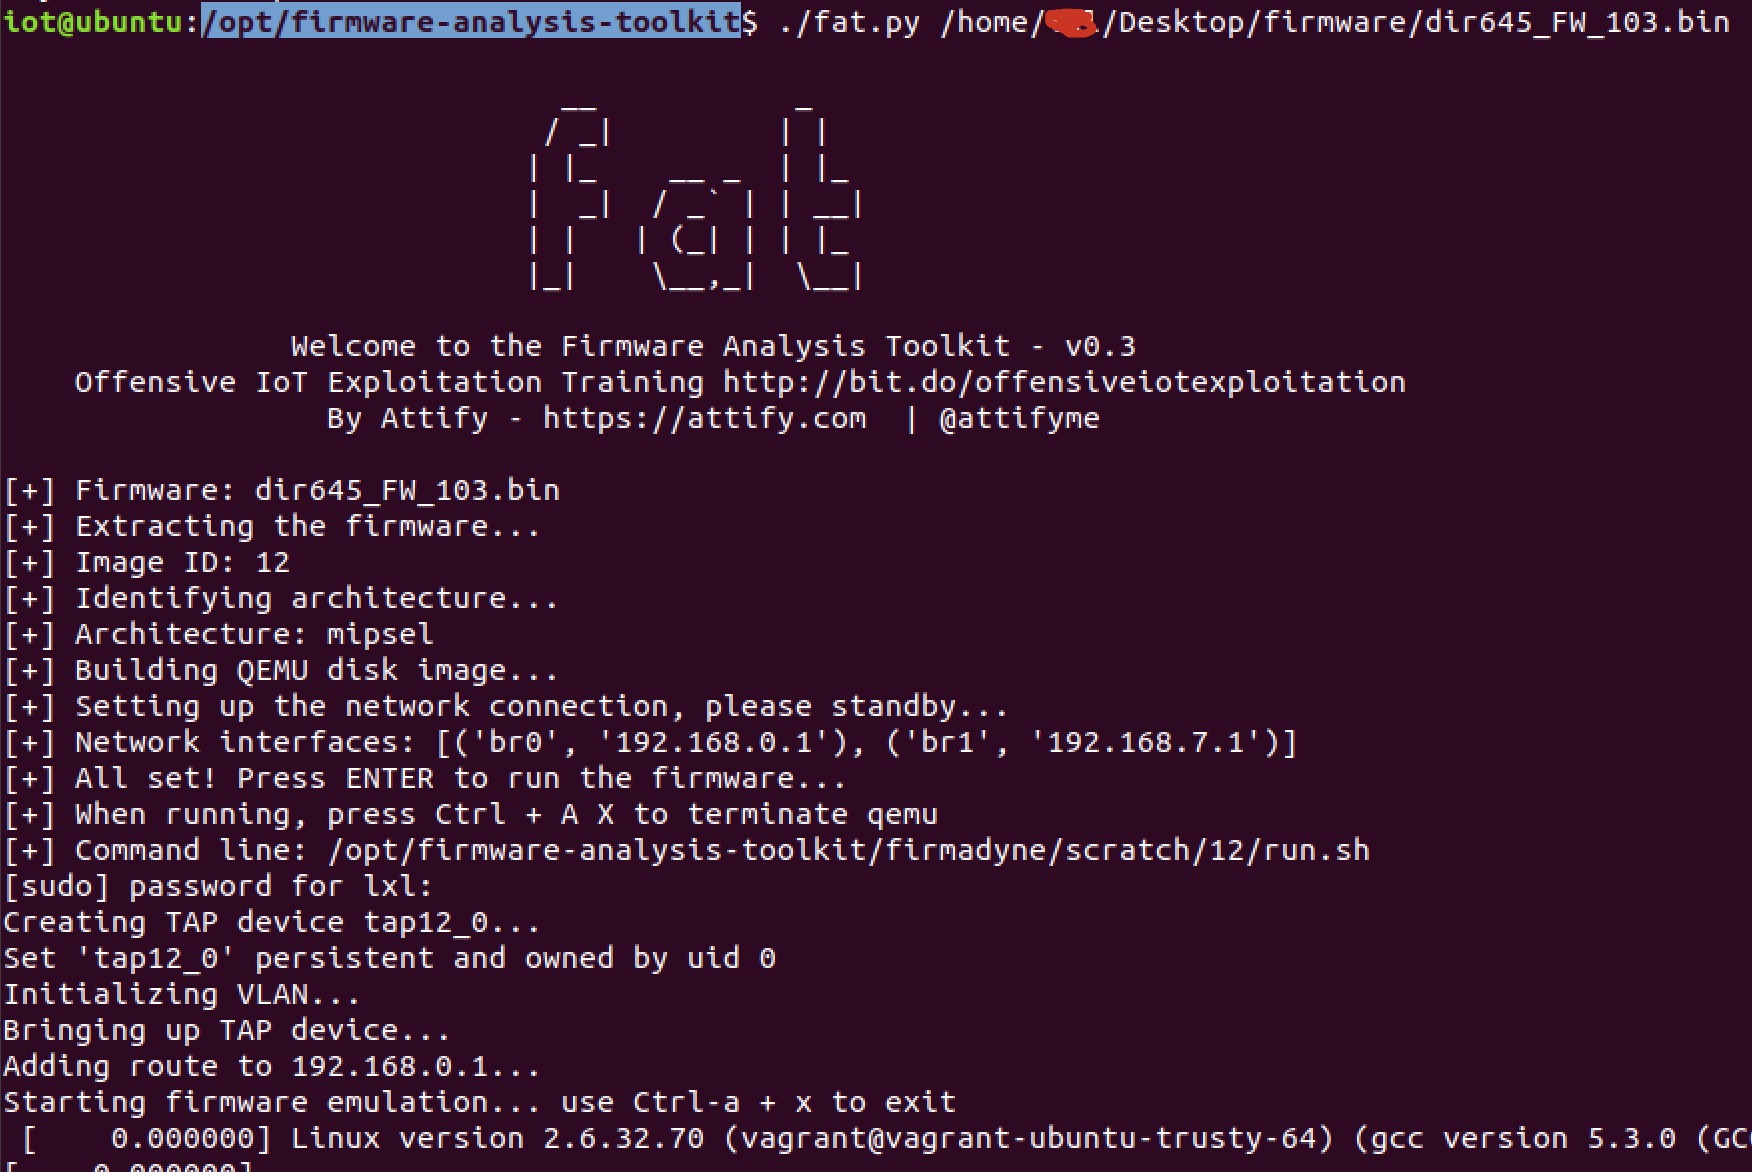 iot@ubuntu:/opt/firmware-analysis-toolkit$ ./fat.py /home/ /Desktop/firmware/dir645_FW_103.bin
fat
Welcome to the Firmware Analysis Toolkit - v0.3
Offensive IoT Exploitation Training http://bit.do/offensiveiotexploitation
By Attify - https://attify.com | @attifyme
[+] Firmware: dir645_FW_103.bin
[+] Extracting the firmware...
[+] Image ID: 12
[+] Identifying architecture...
[+] Architecture: mipsel
[+] Building QEMU disk image...
[+] Setting up the network connection, please standby...
[+] Network interfaces: [('br0', '192.168.0.1'), ('br1', '192.168.7.1')]
[+] All set! Press ENTER to run the firmware...
[+] When running, press Ctrl + A X to terminate qemu
[+] Command line: /opt/firmware-analysis-toolkit/firmadyne/scratch/12/run.sh
[sudo] password for lxl:
Creating TAP device tap12_0...
Set 'tap12_0' persistent and owned by uid 0
Initializing VLAN...
Bringing up TAP device...
Adding route to 192.168.0.1...
Starting firmware emulation... use Ctrl-a + x to exit
[    0.000000] Linux version 2.6.32.70 (vagrant@vagrant-ubuntu-trusty-64) (gcc version 5.3.0 (GC
[    0.000000]